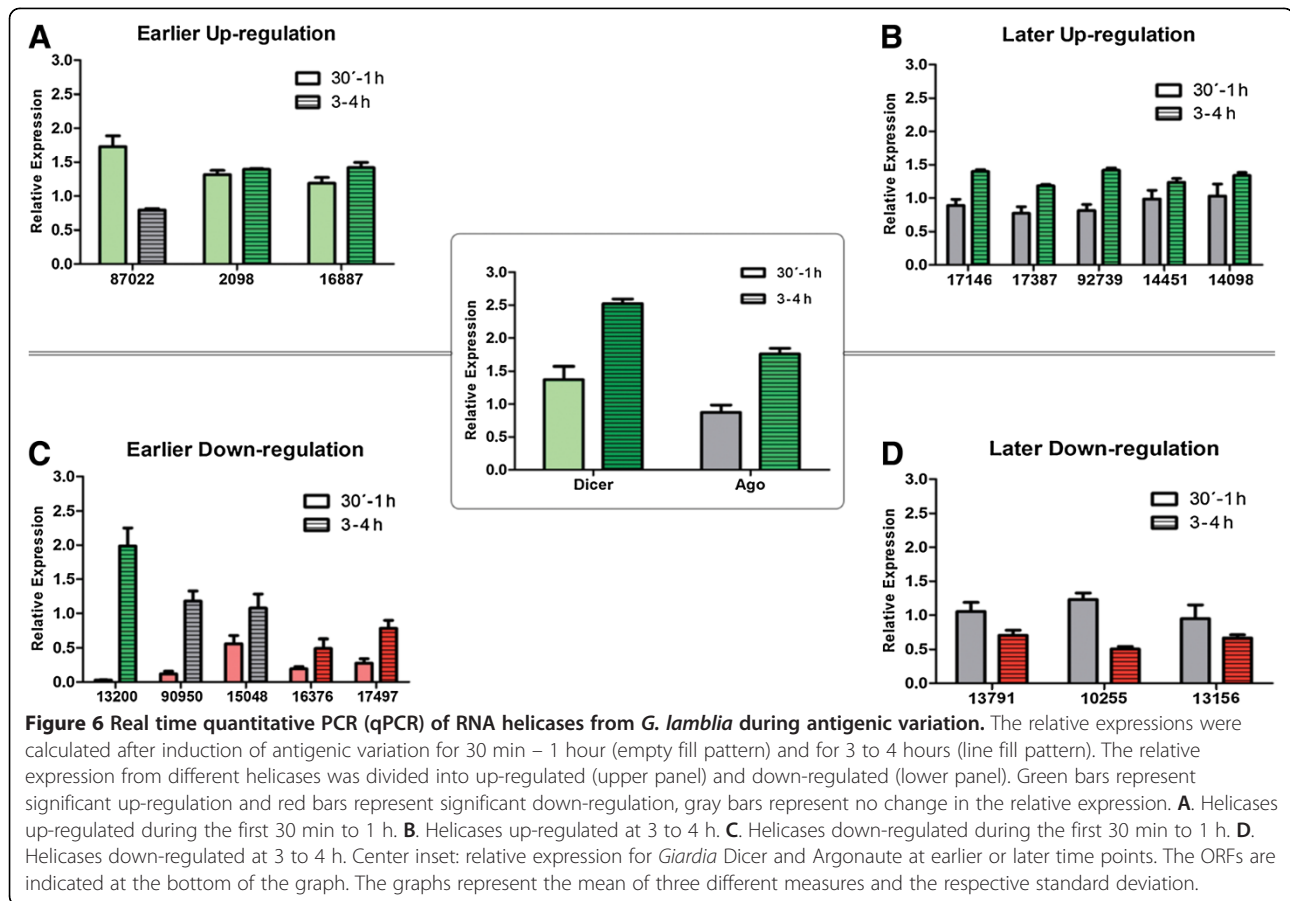 A
Earlier Up-regulation
Relative Expression
3.0
2.5
2.0
1.5
1.0
0.5
0.0
30´-1h
3-4h
87022 2098 16887
B
Later Up-regulation
Relative Expression
3.0
2.5
2.0
1.5
1.0
0.5
0.0
30´-1h
3-4h
17146 17387 92739 14451 14098
Relative Expression
3.0
2.5
2.0
1.5
1.0
0.5
0.0
30´-1h
3-4h
Dicer Ago
C
Earlier Down-regulation
Relative Expression
3.0
2.5
2.0
1.5
1.0
0.5
0.0
30´-1h
3-4h
13200 90950 15048 16376 17497
D
Later Down-regulation
Relative Expression
3.0
2.5
2.0
1.5
1.0
0.5
0.0
30´-1h
3-4h
13791 10255 13156
Figure 6 Real time quantitative PCR (qPCR) of RNA helicases from G. lamblia during antigenic variation. The relative expressions were
calculated after induction of antigenic variation for 30 min – 1 hour (empty fill pattern) and for 3 to 4 hours (line fill pattern). The relative
expression from different helicases was divided into up-regulated (upper panel) and down-regulated (lower panel). Green bars represent
significant up-regulation and red bars represent significant down-regulation, gray bars represent no change in the relative expression. A. Helicases
up-regulated during the first 30 min to 1 h. B. Helicases up-regulated at 3 to 4 h. C. Helicases down-regulated during the first 30 min to 1 h. D.
Helicases down-regulated at 3 to 4 h. Center inset: relative expression for Giardia Dicer and Argonaute at earlier or later time points. The ORFs are
indicated at the bottom of the graph. The graphs represent the mean of three different measures and the respective standard deviation.